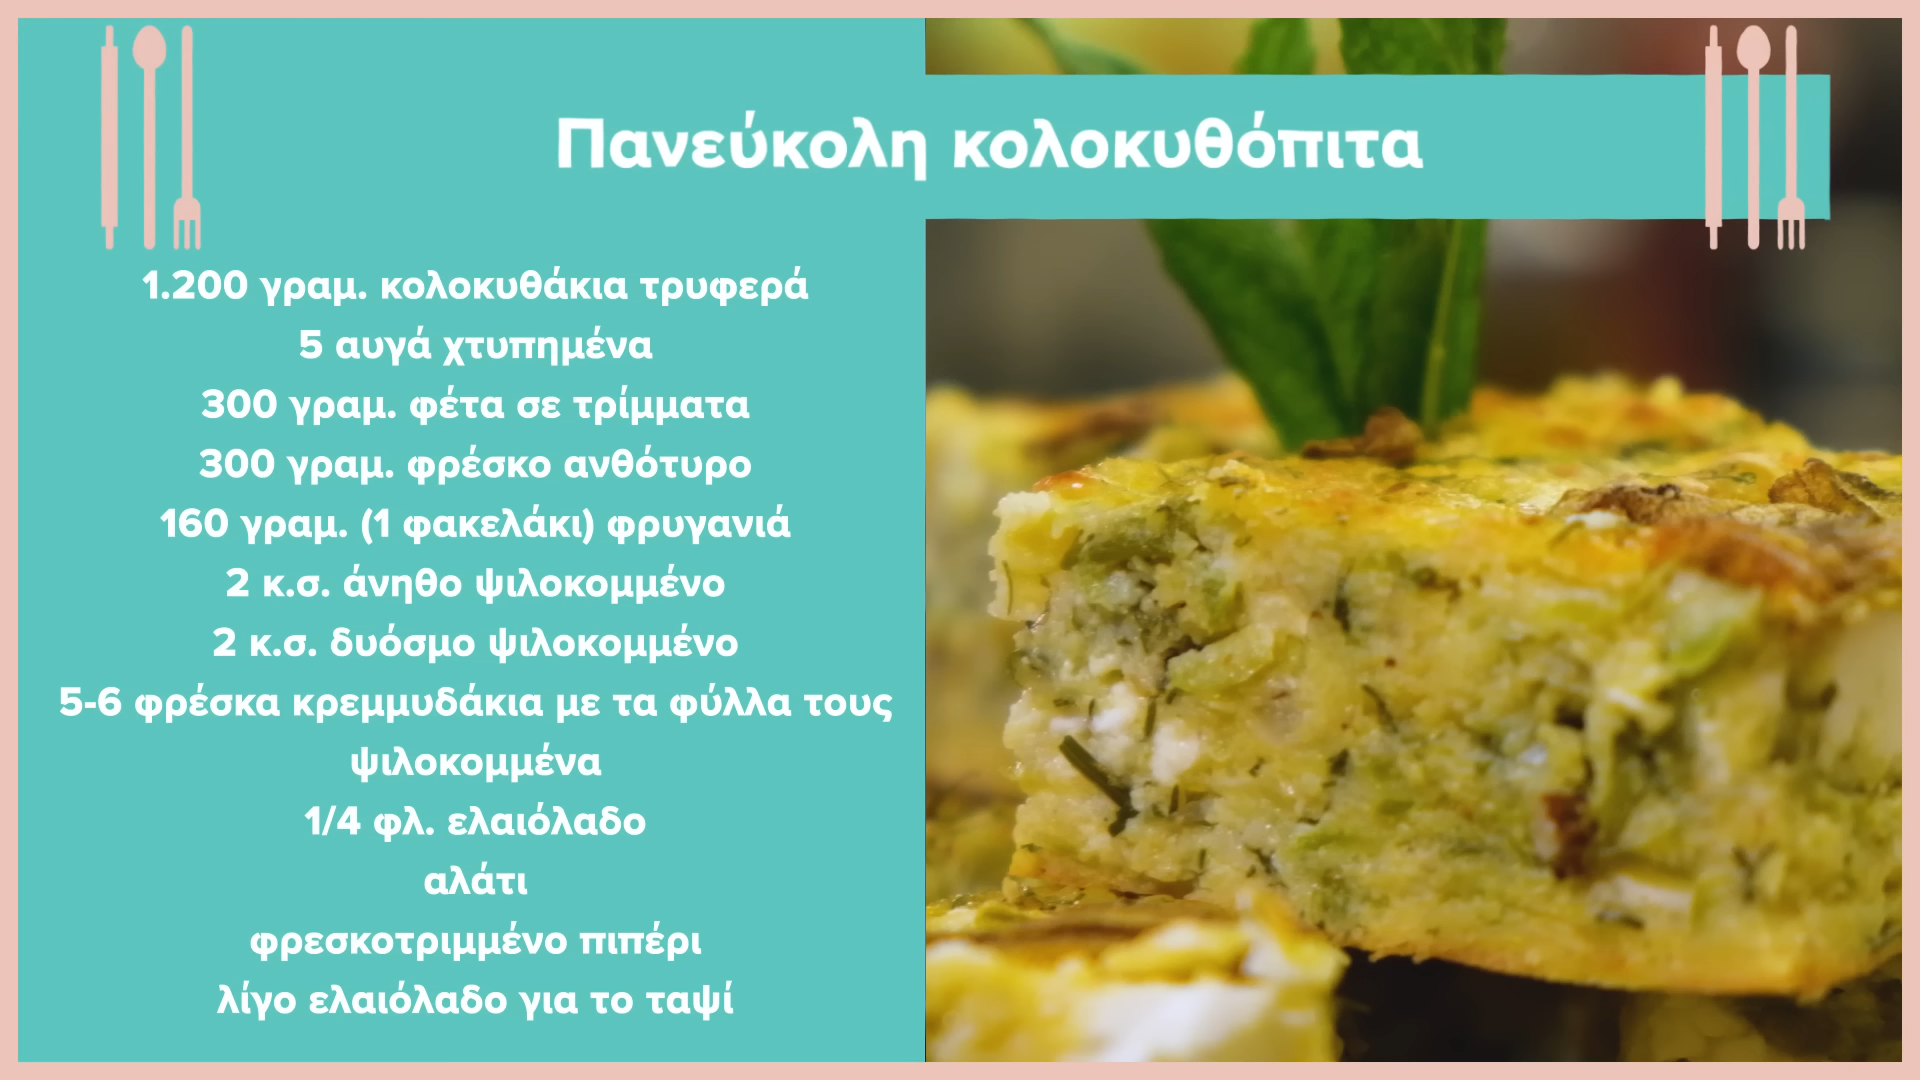 Πανεύκολη κολοκυθόπιτα
1.200 γραμ. κολοκυθάκια τρυφερά
5 αυγά χτυπημένα
300 γραμ. φέτα σε τρίμματα
300 γραμ. φρέσκο ανθότυρο
160 γραμ. (1 φακελάκι) φρυγανιά
2 κ.σ. άνηθο ψιλοκομμένο
2 κ.σ. δυόσμο ψιλοκομμένο
5-6 φρέσκα κρεμμυδάκια με τα φύλλα τους
ψιλοκομμένα
1/4 φλ. ελαιόλαδο
αλάτι
φρεσκοτριμμένο πιπέρι
λίγο ελαιόλαδο για το ταψί